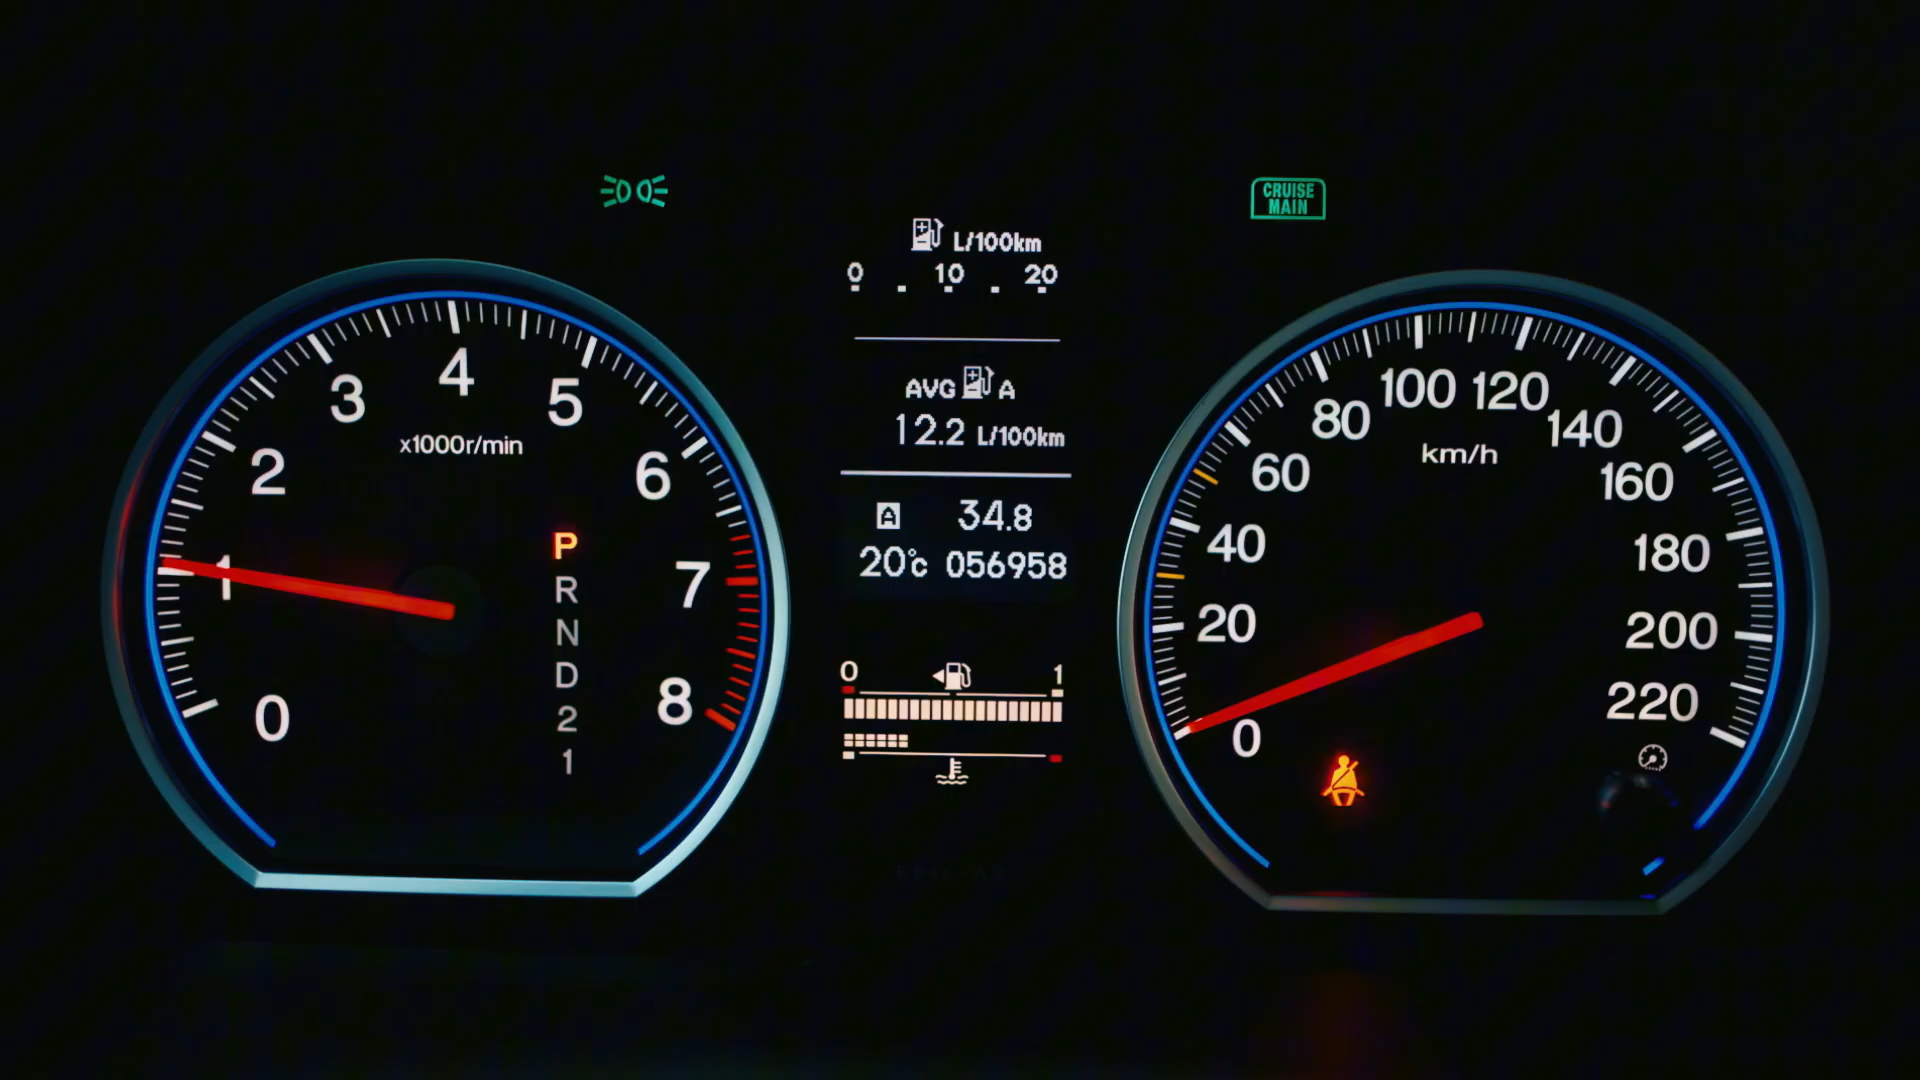 CRUISE
MAIN
L/100km
0 10 20
AVG A
12.2 L/100km
A 34.8
20°C 056958
0 1
0
1
2
3
4
5
6
7
8
x1000r/min
P
R
N
D
2
1
0
20
40
60
80
100
120
140
160
180
200
220
km/h